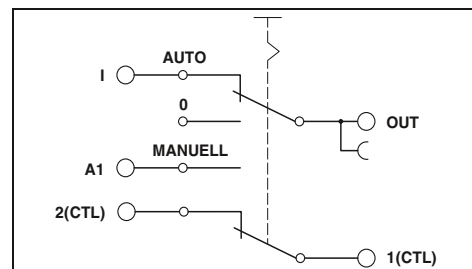 AUTO
I
0
OUT
MANUELL
A1
2(CTL)
1(CTL)